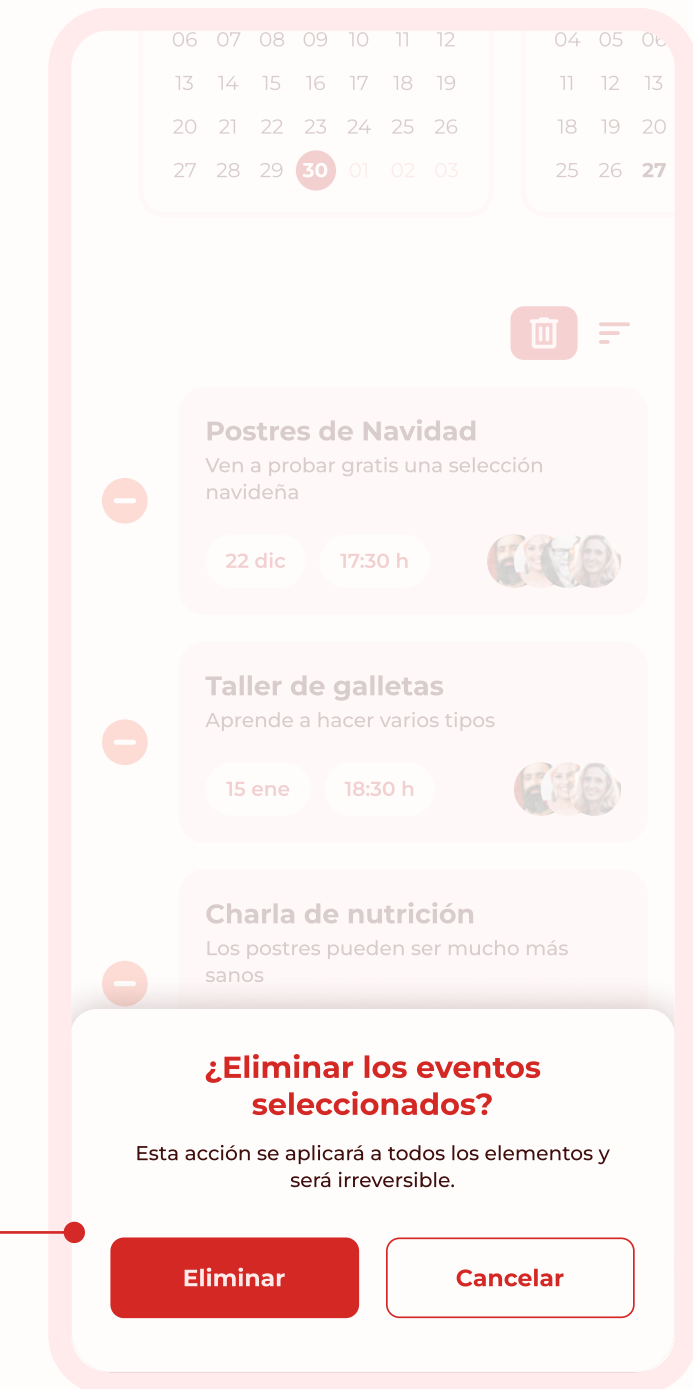 06 07 08 09 10 11 12
04 05 06
13 14 15 16 17 18 19
11 12 13
20 21 22 23 24 25 26
18 19 20
27 28 29 30 01 02 03
25 26 27
Postres de Navidad
Ven a probar gratis una selección
navideña
22 dic
17:30 h
Taller de galletas
Aprende a hacer varios tipos
15 ene
18:30 h
Charla de nutrición
Los postres pueden ser mucho más
sanos
¿Eliminar los eventos
seleccionados?
Esta acción se aplicará a todos los elementos y
será irreversible.
Eliminar
Cancelar